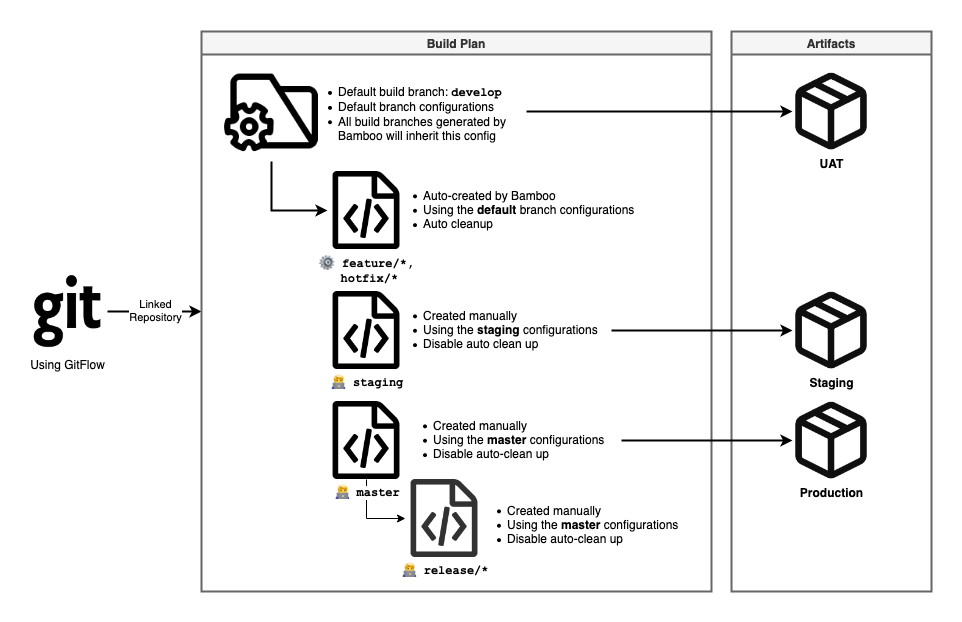 Build Plan
Artifacts
• Default build branch: develop
• Default branch configurations
• All build branches generated by
Bamboo will inherit this config
UAT
• Auto-created by Bamboo
• Using the default branch configurations
• Auto cleanup
feature/*,
hotfix/*
git
Using GitFlow
Linked
Repository
• Created manually
• Using the staging configurations
• Disable auto clean up
staging
Staging
• Created manually
• Using the master configurations
• Disable auto-clean up
master
Production
• Created manually
• Using the master configurations
• Disable auto-clean up
release/*